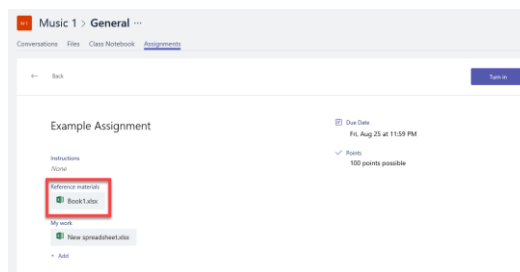 M1 Music 1 > General ...
Conversations Files Class Notebook Assignments
← Back
Turn in
Example Assignment
Due Date
Fri, Aug 25 at 11:59 PM
Instructions
None
Points
100 points possible
Reference materials
Book1.xlsx
My work
New spreadsheet.xlsx
+ Add